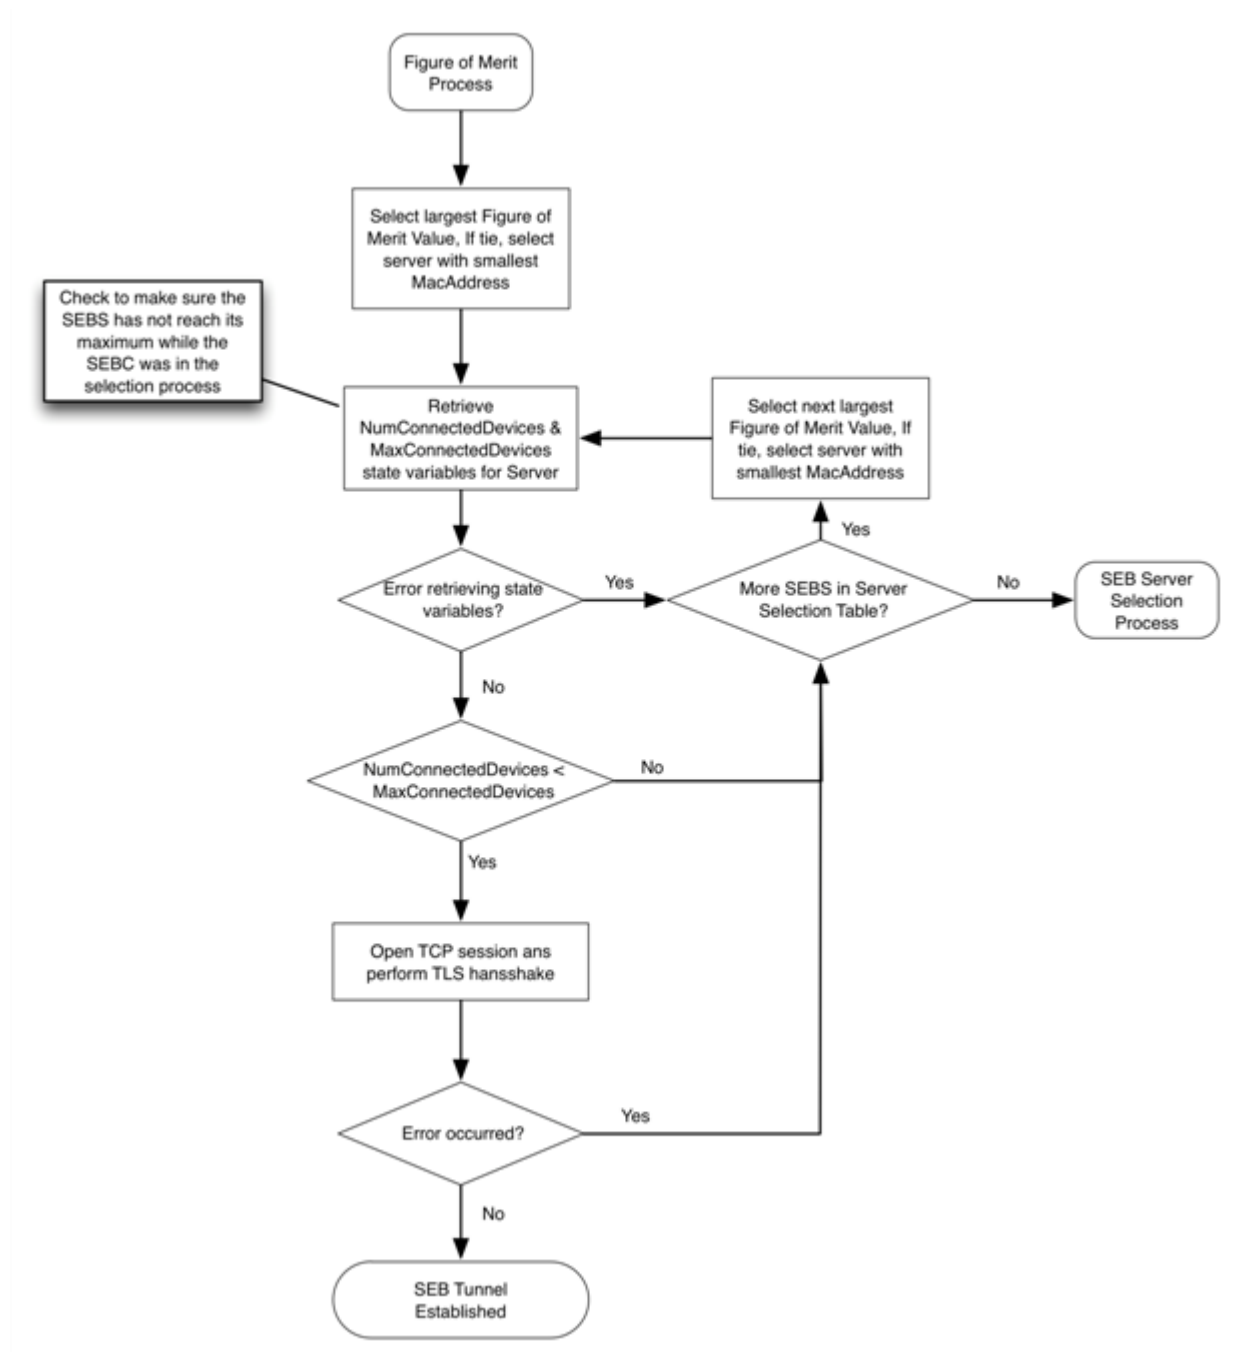 Figure of Merit
Process
Select largest Figure of
Merit Value, If tie, select
server with smallest
MacAddress
Check to make sure the
SEBS has not reach its
maximum while the
SEBC was in the
selection process
Retrieve
NumConnectedDevices &
MaxConnectedDevices
state variables for Server
Select next largest
Figure of Merit Value, If
tie, select server with
smallest MacAddress
Yes
Error retrieving state
variables?
Yes
More SEBS in Server
Selection Table?
No
SEB Server
Selection
Process
No
NumConnectedDevices <
MaxConnectedDevices
No
Yes
Open TCP session ans
perform TLS hansshake
Error occurred?
Yes
No
SEB Tunnel
Established